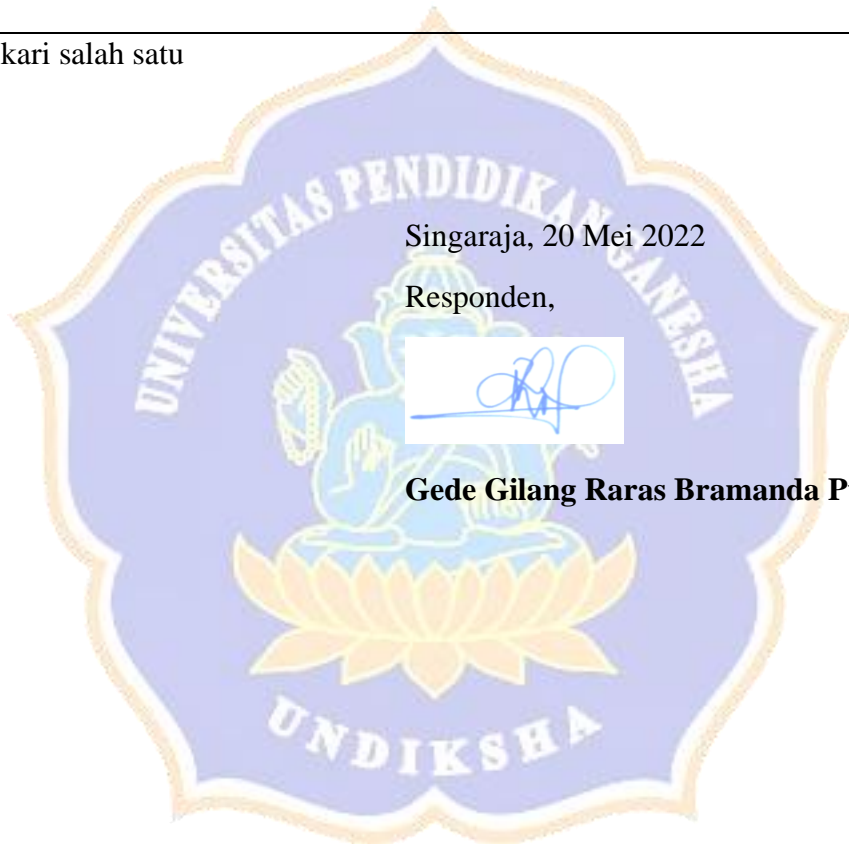 kari salah satu
UNIVERSITAS PENDIDIKAN GANESHA
Singaraja, 20 Mei 2022
Responden,
Gede Gilang Raras Bramanda P
UNDIKSHA